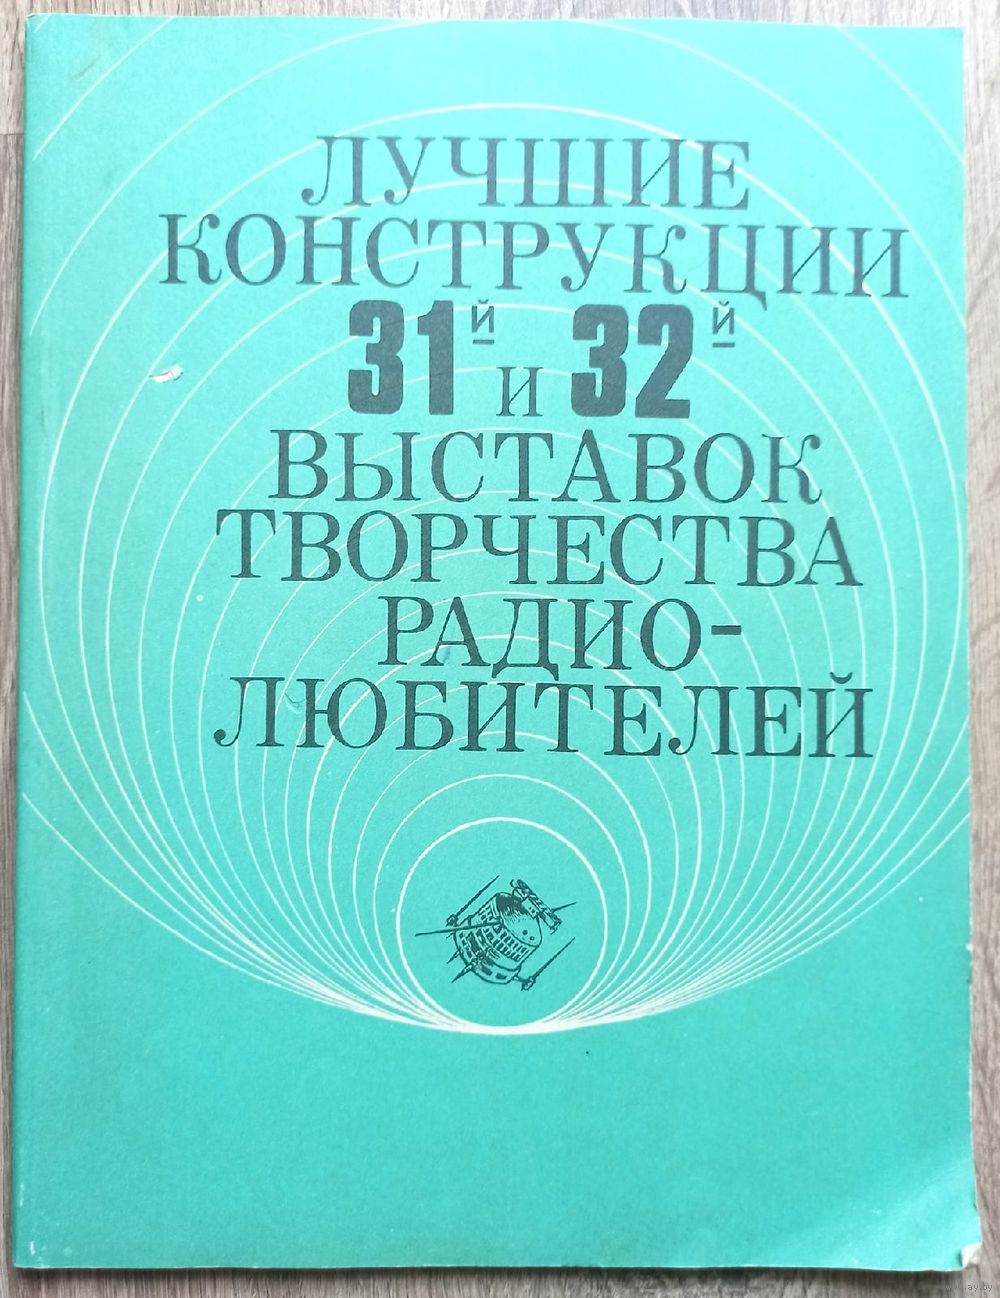 ЛУЧШИЕ
КОНСТРУКЦИИ
31й и 32й
ВЫСТАВОК
ТВОРЧЕСТВА
РАДИО-
ЛЮБИТЕЛЕЙ